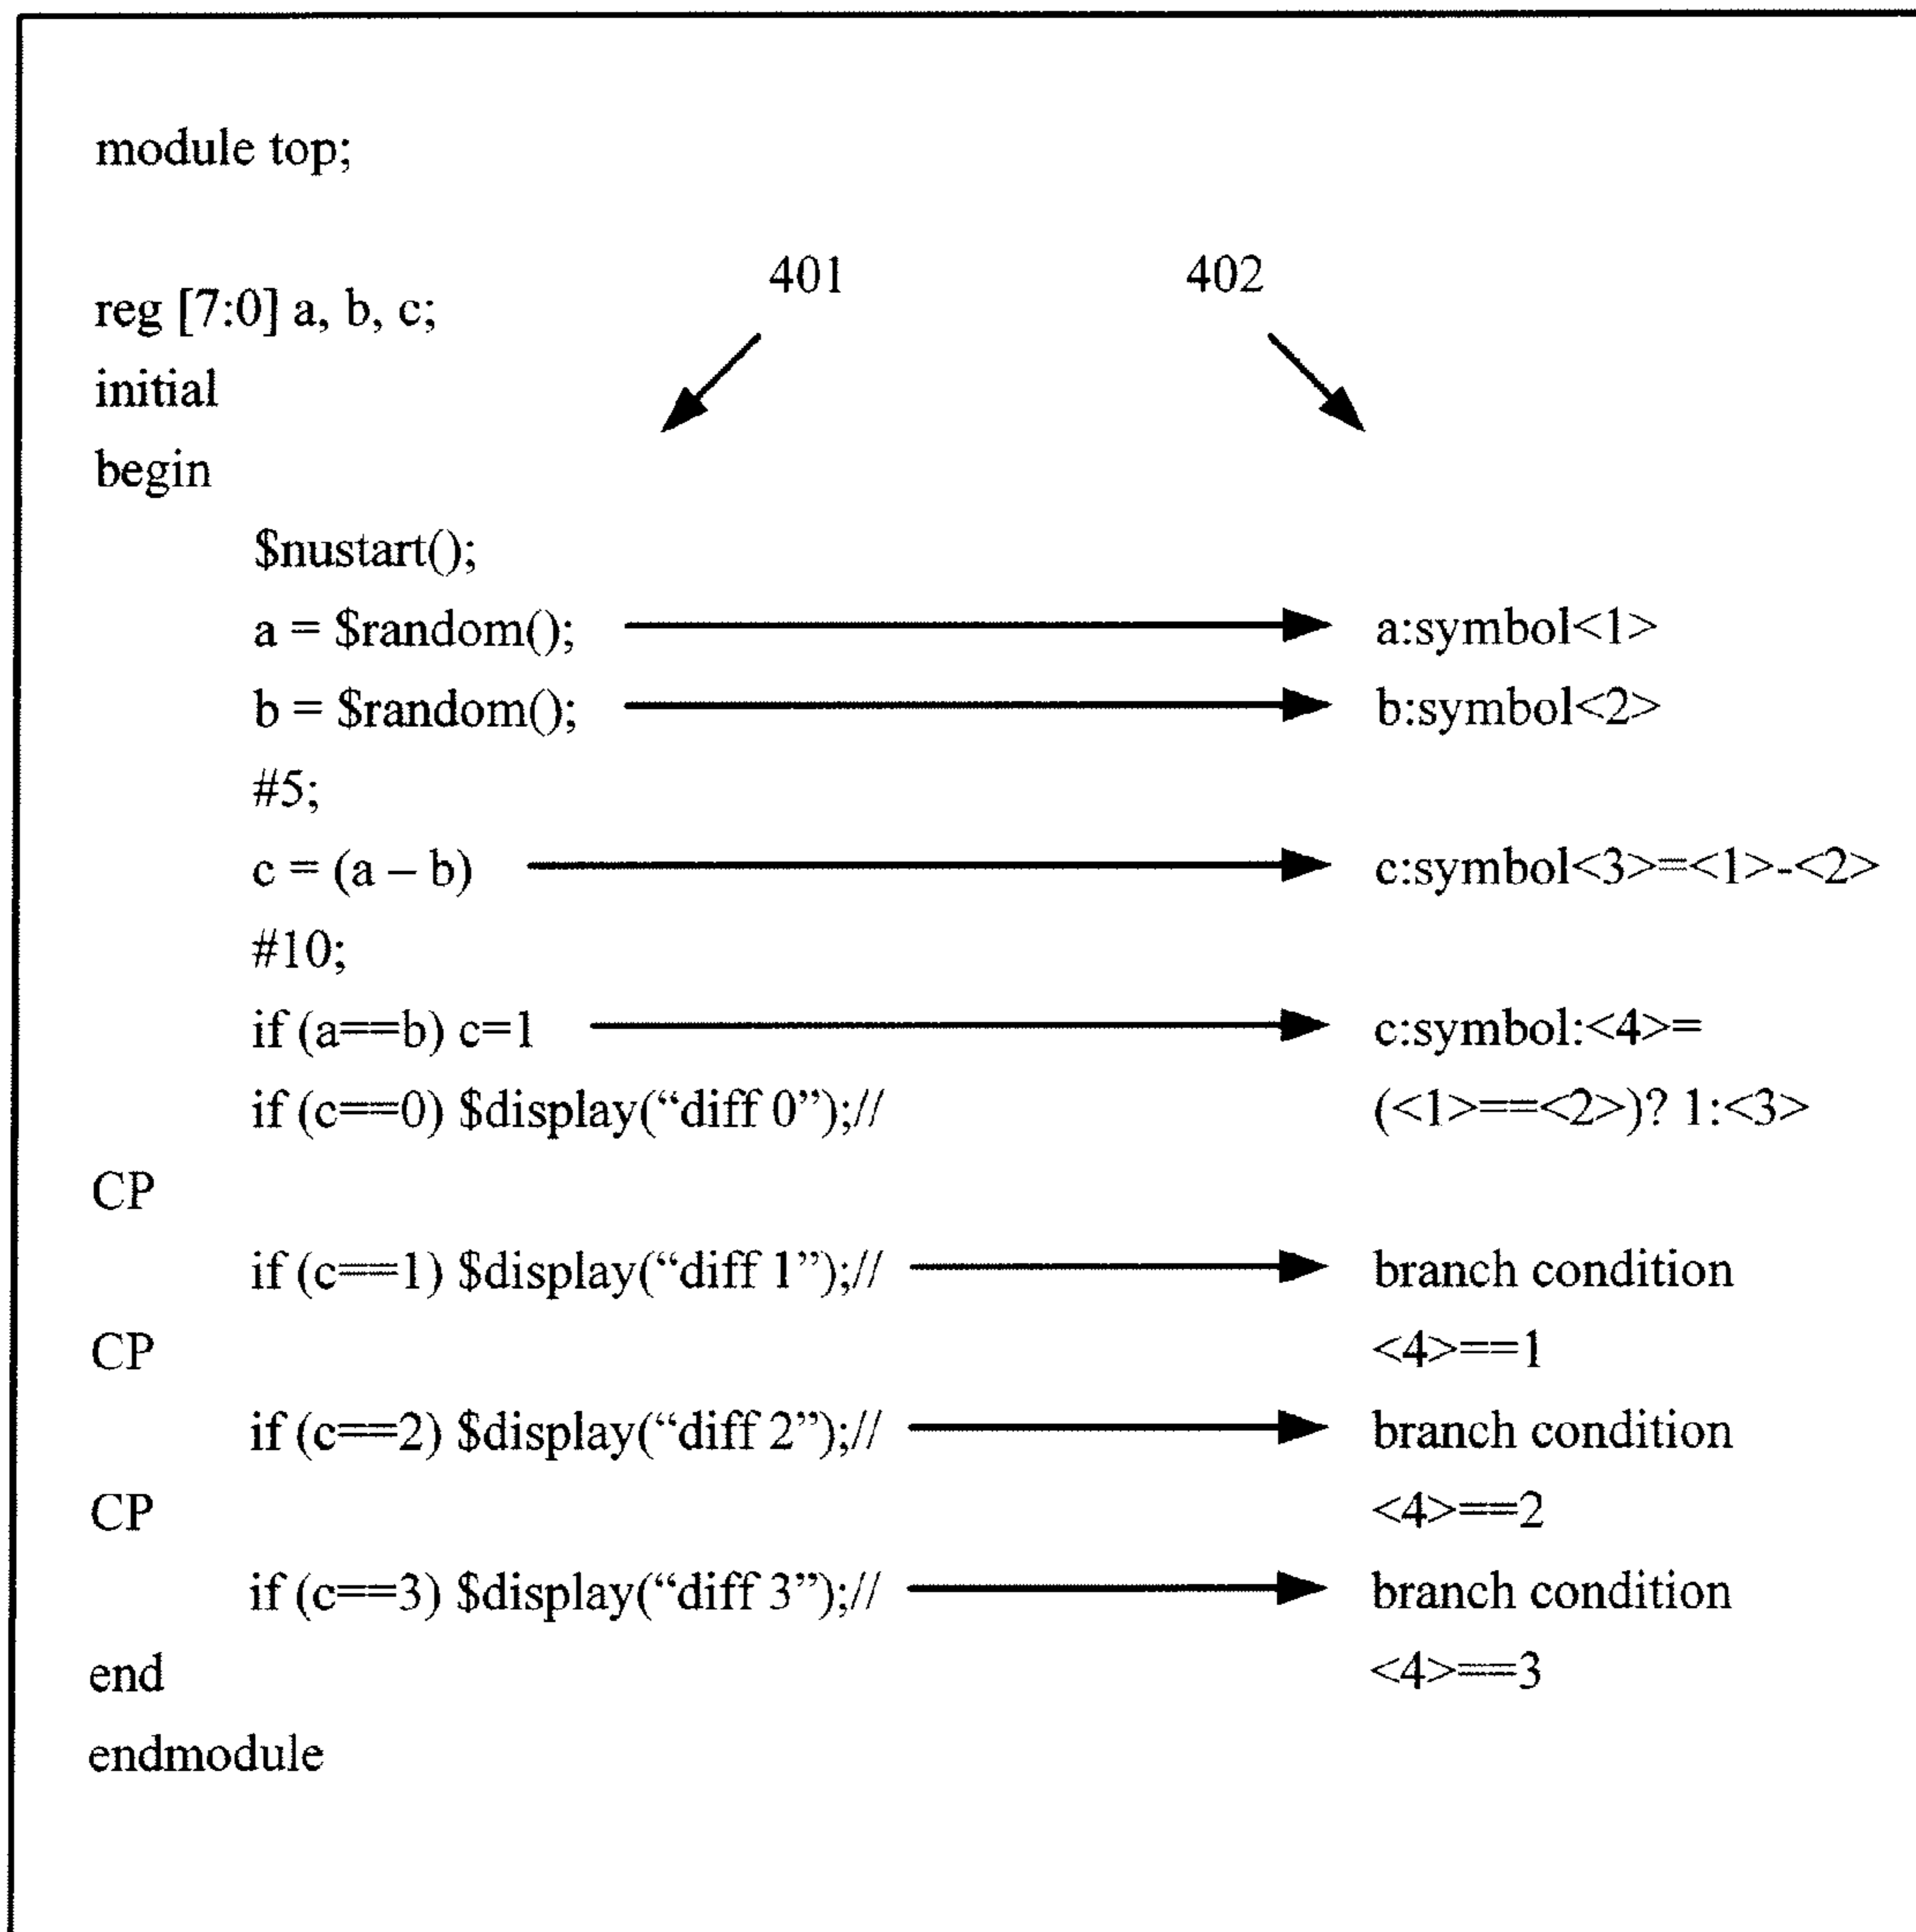 module top;
401 402
reg [7:0] a, b, c;
initial
begin
$nustart();
a = $random(); a:symbol<1>
b = $random(); b:symbol<2>
#5;
c = (a – b) c:symbol<3>=<1>-<2>
#10;
if (a==b) c=1 c:symbol:<4>=
if (c==0) $display(“diff 0”);// (<1>==<2>)? 1:<3>
CP
if (c==1) $display(“diff 1”);// branch condition
CP <4>==1
if (c==2) $display(“diff 2”);// branch condition
CP <4>==2
if (c==3) $display(“diff 3”);// branch condition
end <4>==3
endmodule